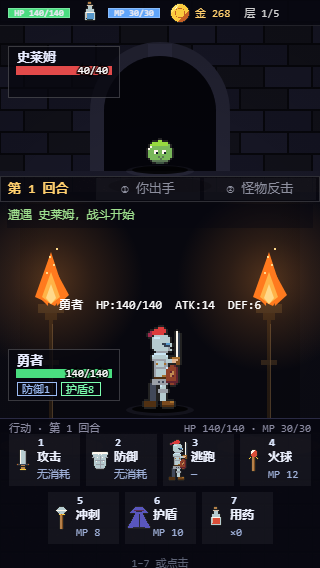 HP 140/140 MP 30/30 金 268 层 1/5
史莱姆
40/40
第 1 回合 ① 你出手 ② 怪物反击
遭遇 史莱姆, 战斗开始
勇者 HP:140/140 ATK:14 DEF:6
勇者
140/140
防御1 护盾8
行动 · 第 1 回合 HP 140/140 · MP 30/30
1 2 3 4
攻击 防御 逃跑 火球
无消耗 无消耗 — MP 12
5 6 7
冲刺 护盾 用药
MP 8 MP 10 ×0
1-7 或点击